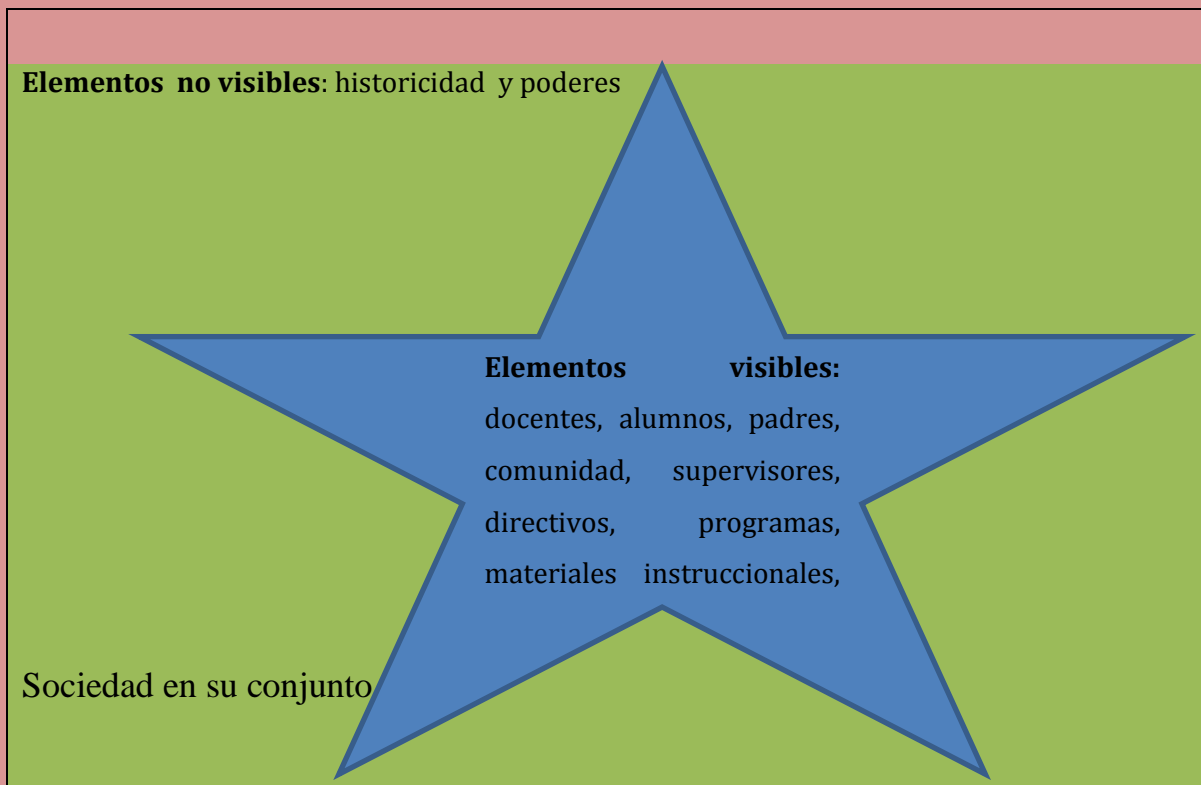 Elementos no visibles: historicidad y poderes
Elementos visibles:
docentes, alumnos, padres,
comunidad, supervisores,
directivos, programas,
materiales instruccionales,
Sociedad en su conjunto